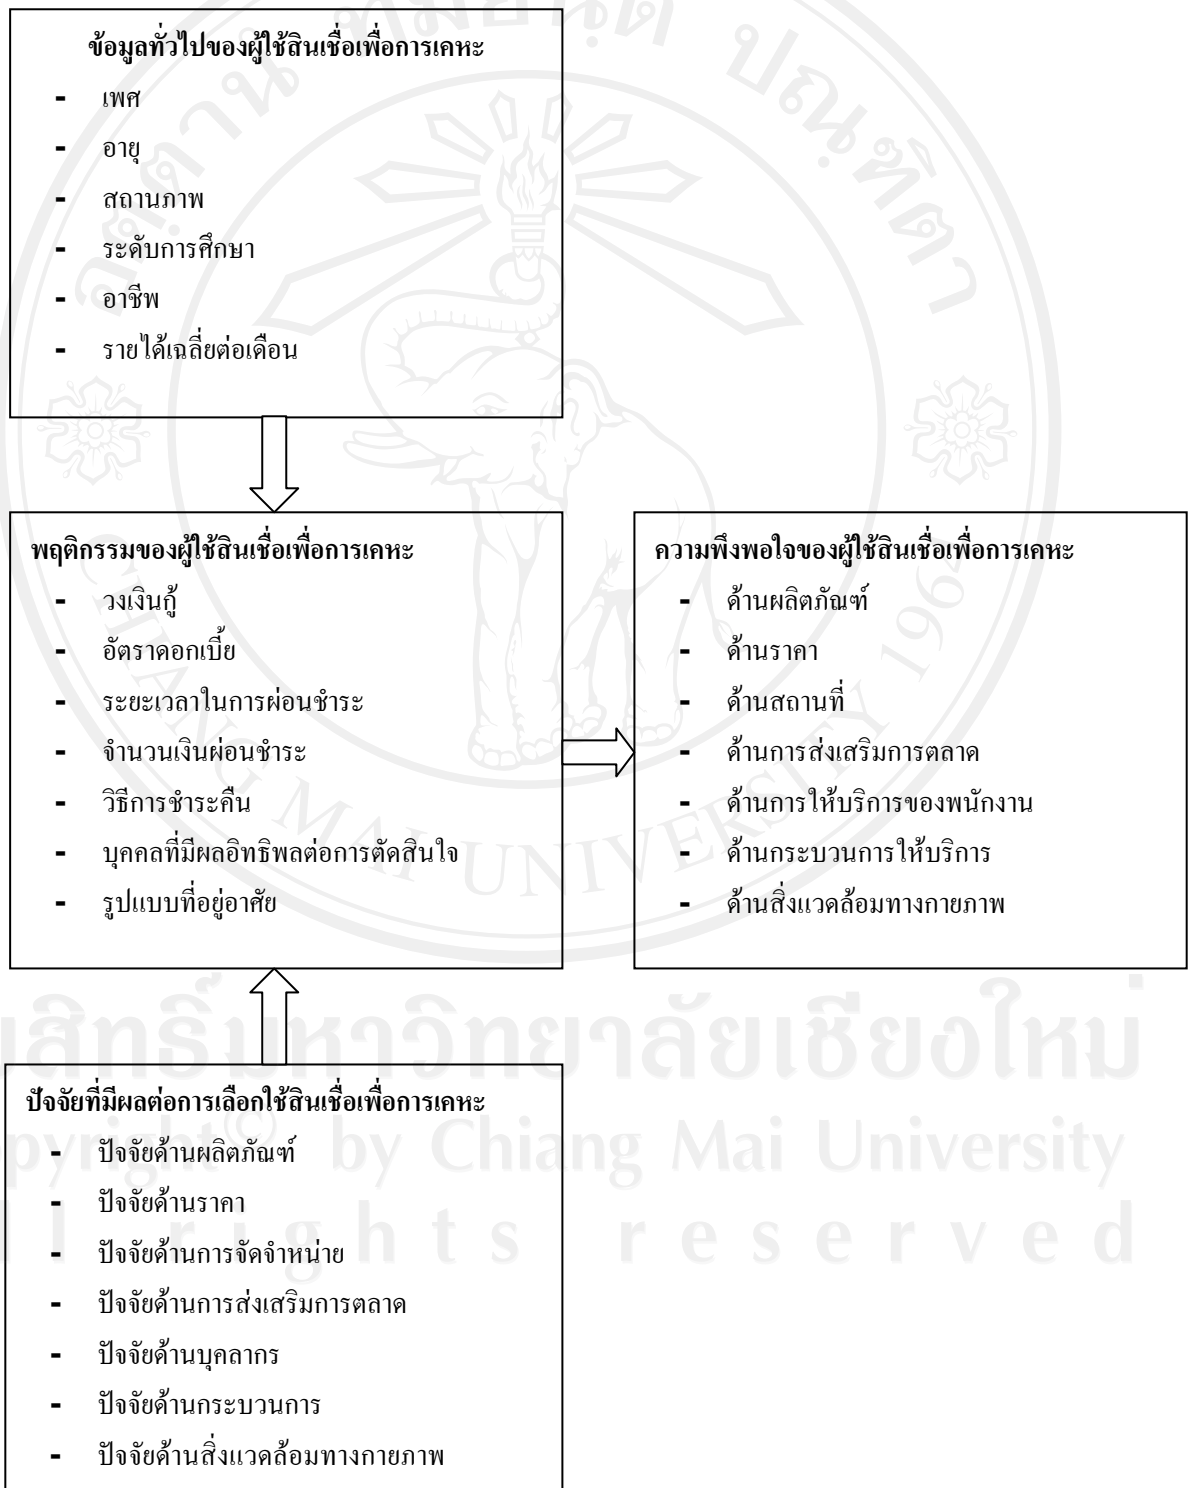 ข้อมูลทั่วไปของผู้ใช้สินเชื่อเพื่อการเคหะ
- เพศ
- อายุ
- สถานภาพ
- ระดับการศึกษา
- อาชีพ
- รายได้เฉลี่ยต่อเดือน
พฤติกรรมของผู้ใช้สินเชื่อเพื่อการเคหะ
- วงเงินกู้
- อัตราดอกเบี้ย
- ระยะเวลาในการผ่อนชำระ
- จำนวนเงินผ่อนชำระ
- วิธีการชำระคืน
- บุคคลที่มีผลอิทธิพลต่อการตัดสินใจ
- รูปแบบที่อยู่อาศัย
ความพึงพอใจของผู้ใช้สินเชื่อเพื่อการเคหะ
- ด้านผลิตภัณฑ์
- ด้านราคา
- ด้านสถานที่
- ด้านการส่งเสริมการตลาด
- ด้านการให้บริการของพนักงาน
- ด้านกระบวนการให้บริการ
- ด้านสิ่งแวดล้อมทางกายภาพ
ปัจจัยที่มีผลต่อการเลือกใช้สินเชื่อเพื่อการเคหะ
- ปัจจัยด้านผลิตภัณฑ์
- ปัจจัยด้านราคา
- ปัจจัยด้านการจัดจำหน่าย
- ปัจจัยด้านการส่งเสริมการตลาด
- ปัจจัยด้านบุคลากร
- ปัจจัยด้านกระบวนการ
- ปัจจัยด้านสิ่งแวดล้อมทางกายภาพ
CHIANG MAI UNIVERSITY 1964
สิทธิ์มหาวิทยาลัยเชียงใหม่
pyright© by Chiang Mai University
ll rights reserved